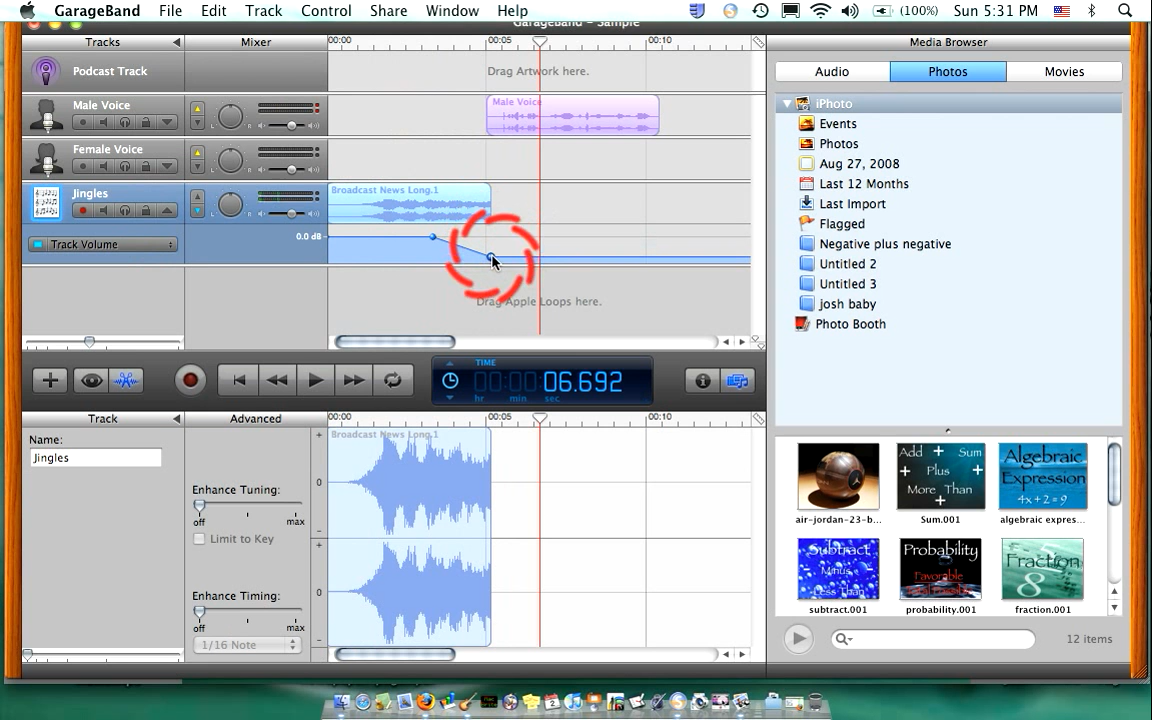 GarageBand File Edit Track Control Share Window Help (100%) Sun 5:31 PM
GarageBand – Sample
Tracks Mixer 00:00 00:05 00:10 Media Browser
Podcast Track Drag Artwork here. Audio Photos Movies
Male Voice Male Voice
L R
Female Voice
L R
Jingles Broadcast News Long.1
L R
Track Volume 0.0 dB
Drag Apple Loops here.
iPhoto
Events
Photos
Aug 27, 2008
Last 12 Months
Last Import
Flagged
Negative plus negative
Untitled 2
Untitled 3
josh baby
Photo Booth
TIME
00:00:06.692
hr min sec
Track Advanced 00:00 00:05 00:10
Name:
Jingles
Broadcast News Long.1
Enhance Tuning:
off max
Limit to Key
Enhance Timing:
off max
1/16 Note
+
0
-
+
0
-
Add + Sum
+ Plus +
More Than
+
Algebraic
Expression
4x + 2 = 9
air-jordan-23-b... Sum.001 algebraic expres...
Subtract
Minus
Less Than
Probability
Favorable
Fraction
8
subtract.001 probability.001 fraction.001
12 items